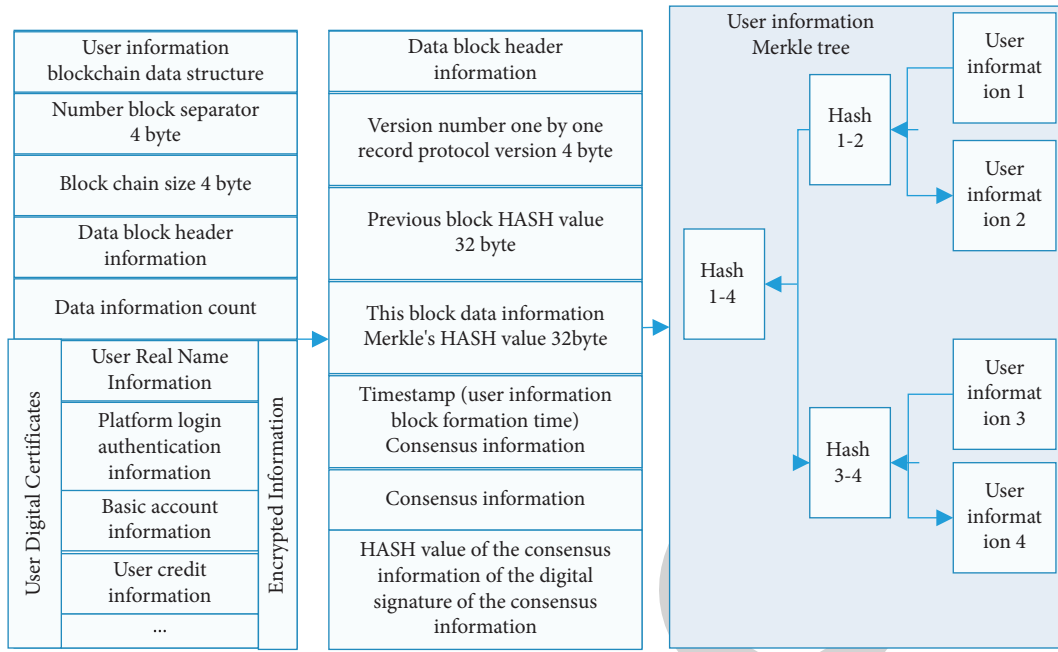 User information
blockchain data structure
Number block separator
4 byte
Block chain size 4 byte
Data block header
information
Data information count
User Digital Certificates
User Real Name
Information
Platform login
authentication
information
Basic account
information
User credit
information
...
Encrypted Information
Data block header
information
Version number one by one
record protocol version 4 byte
Previous block HASH value
32 byte
This block data information
Merkle's HASH value 32byte
Timestamp (user information
block formation time)
Consensus information
Consensus information
HASH value of the consensus
information of the digital
signature of the consensus
information
User information
Merkle tree
Hash
1-4
Hash
1-2
Hash
3-4
User
informat
ion 1
User
informat
ion 2
User
informat
ion 3
User
informat
ion 4